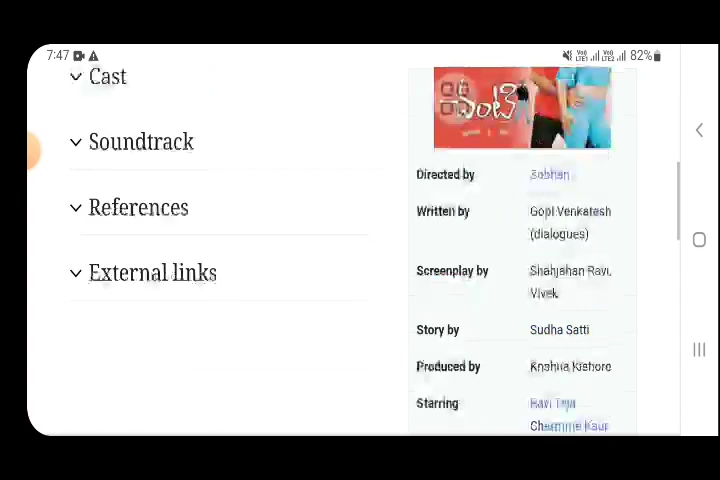 7:47
82%
Cast
Soundtrack
References
External links
చంటి
Directed by
Sobhan
Written by
Gopi Venkatesh
(dialogues)
Screenplay by
Shahjahan Ravi,
Vivek
Story by
Sudha Satti
Produced by
Krishna Kishore
Starring
Ravi Teja
Charmme Kaur